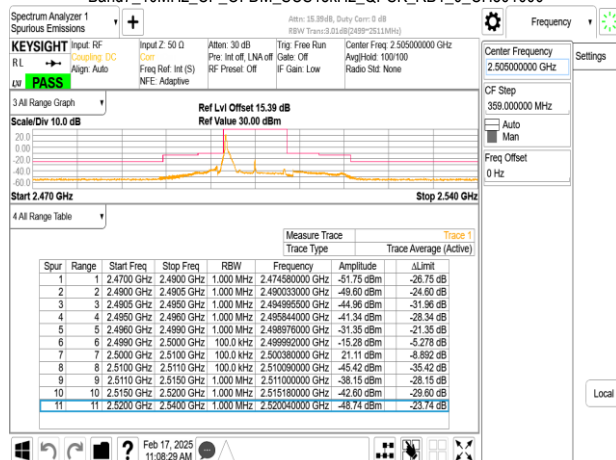 Spectrum Analyzer 1
Spurious Emissions
Attn: 15.39dB, Duty Corr: 0 dB
RBW Trans:3.01dB(2499~2511MHz)
Frequency
Settings
KEYSIGHT
RL
PASS
Input: RF
Coupling: DC
Align: Auto
Input Z: 50 Ω
Corr
Freq Ref: Int (S)
NFE: Adaptive
Atten: 30 dB
Pre: Int off, LNA off
RF Preset: Off
Trig: Free Run
Gate: Off
IF Gain: Low
Center Freq: 2.505000000 GHz
Avg|Hold: 100/100
Radio Std: None
Center Frequency
2.505000000 GHz
CF Step
359.000000 MHz
Auto
Man
Freq Offset
0 Hz
Local
3 All Range Graph
Scale/Div 10.0 dB
Ref Lvl Offset 15.39 dB
Ref Value 30.00 dBm
20.0
0.00
-20.0
-40.0
-60.0
Start 2.470 GHz
Stop 2.540 GHz
4 All Range Table
Measure Trace Trace 1
Trace Type Trace Average (Active)
Spur Range Start Freq Stop Freq RBW Frequency Amplitude ΔLimit
1 1 2.4700 GHz 2.4900 GHz 1.000 MHz 2.474580000 GHz -51.75 dBm -26.75 dB
2 2 2.4900 GHz 2.4905 GHz 1.000 MHz 2.490033000 GHz -49.60 dBm -24.60 dB
3 3 2.4905 GHz 2.4950 GHz 1.000 MHz 2.494995500 GHz -44.96 dBm -31.96 dB
4 4 2.4950 GHz 2.4960 GHz 1.000 MHz 2.495844000 GHz -41.34 dBm -28.34 dB
5 5 2.4960 GHz 2.4990 GHz 1.000 MHz 2.498976000 GHz -31.35 dBm -21.35 dB
6 6 2.4990 GHz 2.5000 GHz 100.0 kHz 2.499992000 GHz -15.28 dBm -5.278 dB
7 7 2.5000 GHz 2.5100 GHz 100.0 kHz 2.500380000 GHz 21.11 dBm -8.892 dB
8 8 2.5100 GHz 2.5110 GHz 100.0 kHz 2.510090000 GHz -45.42 dBm -35.42 dB
9 9 2.5110 GHz 2.5150 GHz 1.000 MHz 2.511000000 GHz -38.15 dBm -28.15 dB
10 10 2.5150 GHz 2.5200 GHz 1.000 MHz 2.515180000 GHz -42.60 dBm -29.60 dB
11 11 2.5200 GHz 2.5400 GHz 1.000 MHz 2.520040000 GHz -48.74 dBm -23.74 dB
Feb 17, 2025
11:08:29 AM